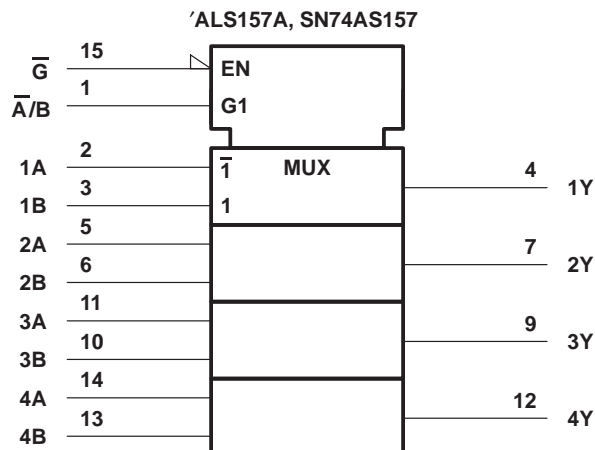 ′ALS157A, SN74AS157
G̅ 15 EN
A̅/B 1 G1
MUX
1A 2 1̅ 4 1Y
1B 3 1
2A 5 7 2Y
2B 6
3A 11 9 3Y
3B 10
4A 14 12 4Y
4B 13